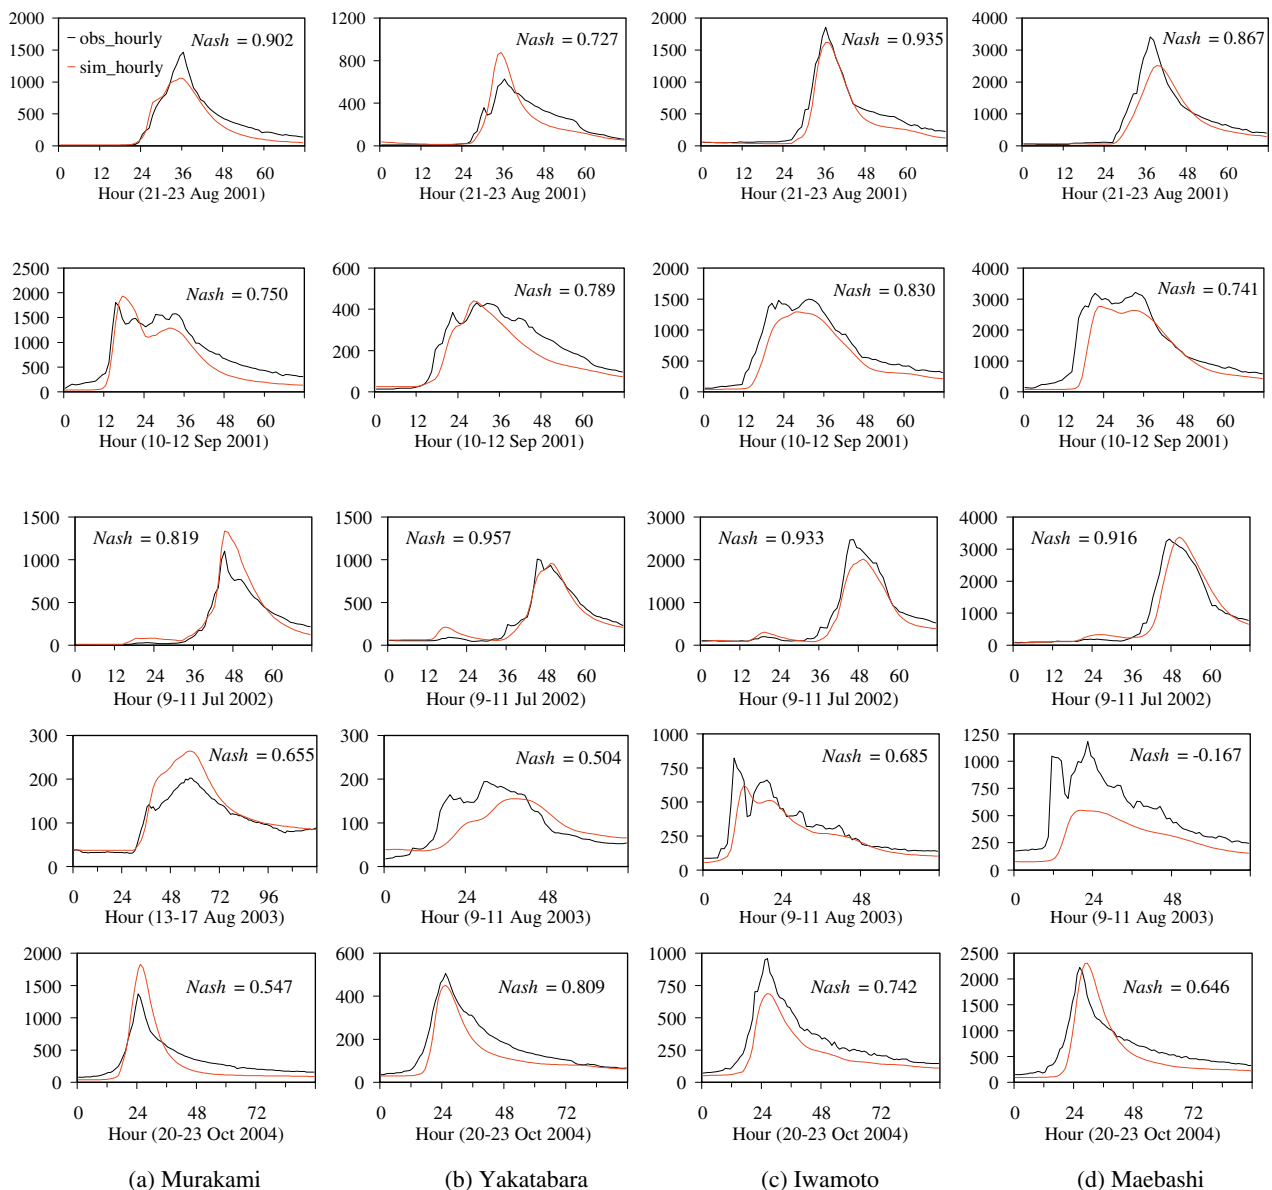 2000
1500
1000
500
0
obs_hourly
sim_hourly
Nash = 0.902
0 12 24 36 48 60
Hour (21-23 Aug 2001)
1200
800
400
0
Nash = 0.727
0 12 24 36 48 60
Hour (21-23 Aug 2001)
2000
1500
1000
500
0
Nash = 0.935
0 12 24 36 48 60
Hour (21-23 Aug 2001)
4000
3000
2000
1000
0
Nash = 0.867
0 12 24 36 48 60
Hour (21-23 Aug 2001)
2500
2000
1500
1000
500
0
Nash = 0.750
0 12 24 36 48 60
Hour (10-12 Sep 2001)
600
400
200
0
Nash = 0.789
0 12 24 36 48 60
Hour (10-12 Sep 2001)
2000
1500
1000
500
0
Nash = 0.830
0 12 24 36 48 60
Hour (10-12 Sep 2001)
4000
3000
2000
1000
0
Nash = 0.741
0 12 24 36 48 60
Hour (10-12 Sep 2001)
1500
1000
500
0
Nash = 0.819
0 12 24 36 48 60
Hour (9-11 Jul 2002)
1500
1000
500
0
Nash = 0.957
0 12 24 36 48 60
Hour (9-11 Jul 2002)
3000
2000
1000
0
Nash = 0.933
0 12 24 36 48 60
Hour (9-11 Jul 2002)
4000
3000
2000
1000
0
Nash = 0.916
0 12 24 36 48 60
Hour (9-11 Jul 2002)
300
200
100
0
Nash = 0.655
0 24 48 72 96
Hour (13-17 Aug 2003)
300
200
100
0
Nash = 0.504
0 24 48
Hour (9-11 Aug 2003)
1000
750
500
250
0
Nash = 0.685
0 24 48
Hour (9-11 Aug 2003)
1250
1000
750
500
250
0
Nash = -0.167
0 24 48
Hour (9-11 Aug 2003)
2000
1500
1000
500
0
Nash = 0.547
0 24 48 72
Hour (20-23 Oct 2004)
600
400
200
0
Nash = 0.809
0 24 48 72
Hour (20-23 Oct 2004)
1000
750
500
250
0
Nash = 0.742
0 24 48 72
Hour (20-23 Oct 2004)
2500
2000
1500
1000
500
0
Nash = 0.646
0 24 48 72
Hour (20-23 Oct 2004)
(a) Murakami
(b) Yakatabara
(c) Iwamoto
(d) Maebashi